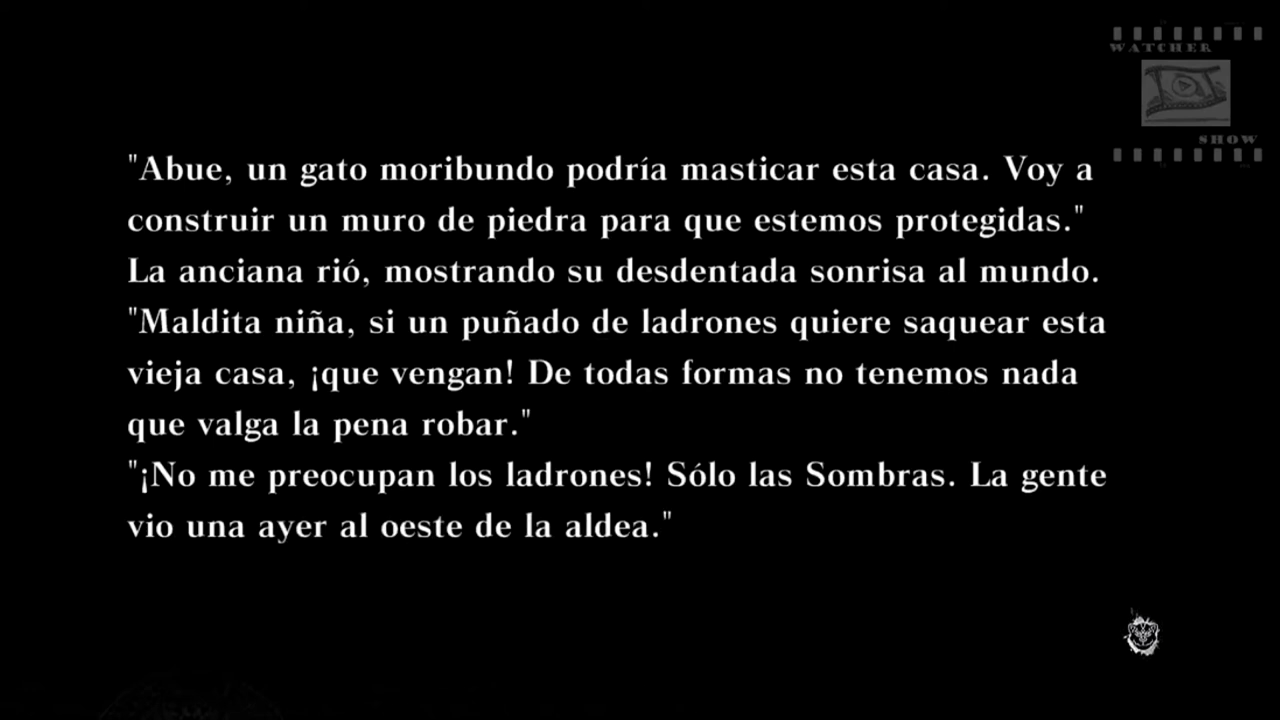 WATCHER
SHOW
"Abue, un gato moribundo podría masticar esta casa. Voy a
construir un muro de piedra para que estemos protegidas."
La anciana rió, mostrando su desdentada sonrisa al mundo.
"Maldita niña, si un puñado de ladrones quiere saquear esta
vieja casa, ¡que vengan! De todas formas no tenemos nada
que valga la pena robar."
"¡No me preocupan los ladrones! Sólo las Sombras. La gente
vio una ayer al oeste de la aldea."